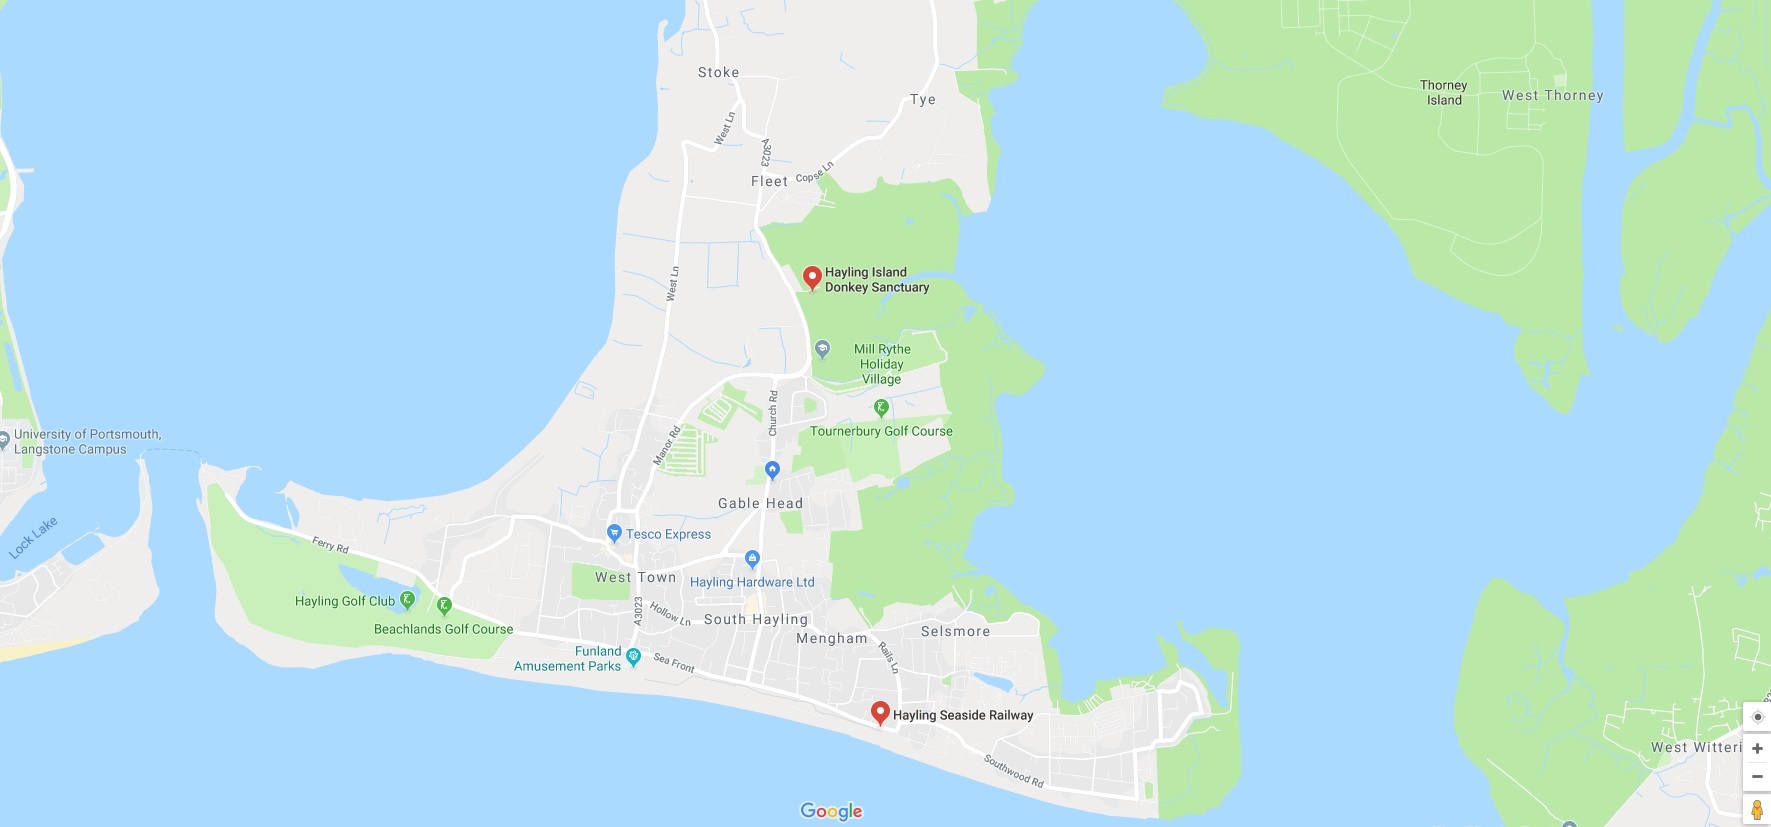 Stoke
Tye
Thorney
Island
West Thorney
West Ln
A3023
Fleet
Copse Ln
Hayling Island
Donkey Sanctuary
West Ln
Mill Rythe
Holiday
Village
Church Rd
Tournerbury Golf Course
University of Portsmouth,
Langstone Campus
Manor Rd
Gable Head
Lock Lake
Ferry Rd
Tesco Express
West Town
Hayling Hardware Ltd
Hayling Golf Club
Beachlands Golf Course
A3023
Hollow Ln
South Hayling
Mengham
Selsmore
Funland
Amusement Parks
Sea Front
Rails Ln
Hayling Seaside Railway
Southwood Rd
West Witteri
Google